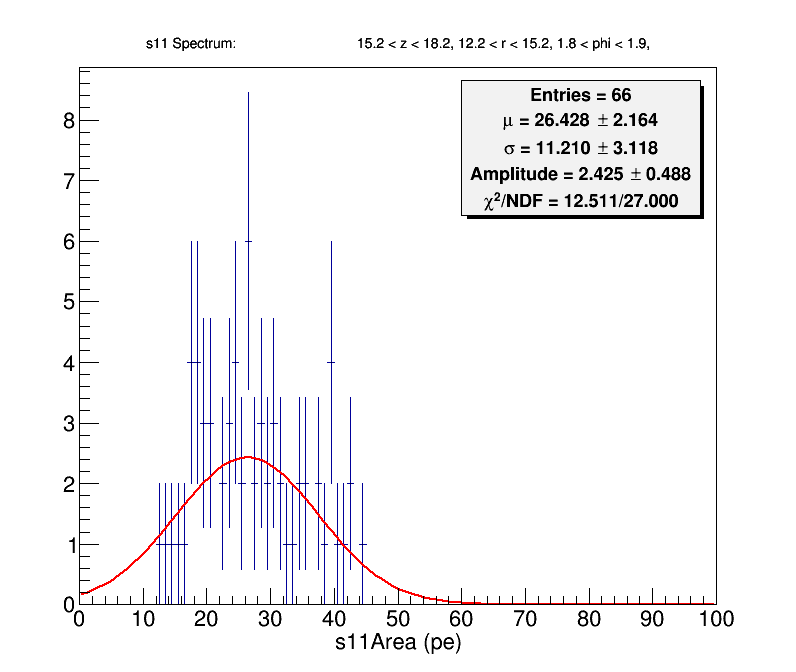 s11 Spectrum: 15.2 < z < 18.2, 12.2 < r < 15.2, 1.8 < phi < 1.9,
Entries = 66
μ = 26.428 ± 2.164
σ = 11.210 ± 3.118
Amplitude = 2.425 ± 0.488
χ²/NDF = 12.511/27.000
8
7
6
5
4
3
2
1
0
0 10 20 30 40 50 60 70 80 90 100
s11Area (pe)